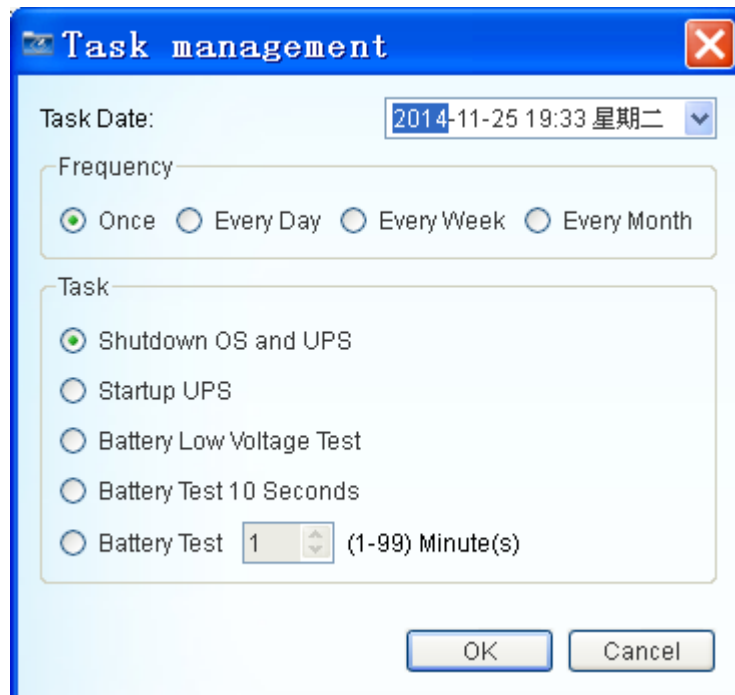 Task management
Task Date: 2014-11-25 19:33 星期二
Frequency
Once Every Day Every Week Every Month
Task
Shutdown OS and UPS
Startup UPS
Battery Low Voltage Test
Battery Test 10 Seconds
Battery Test 1 (1-99) Minute(s)
OK Cancel